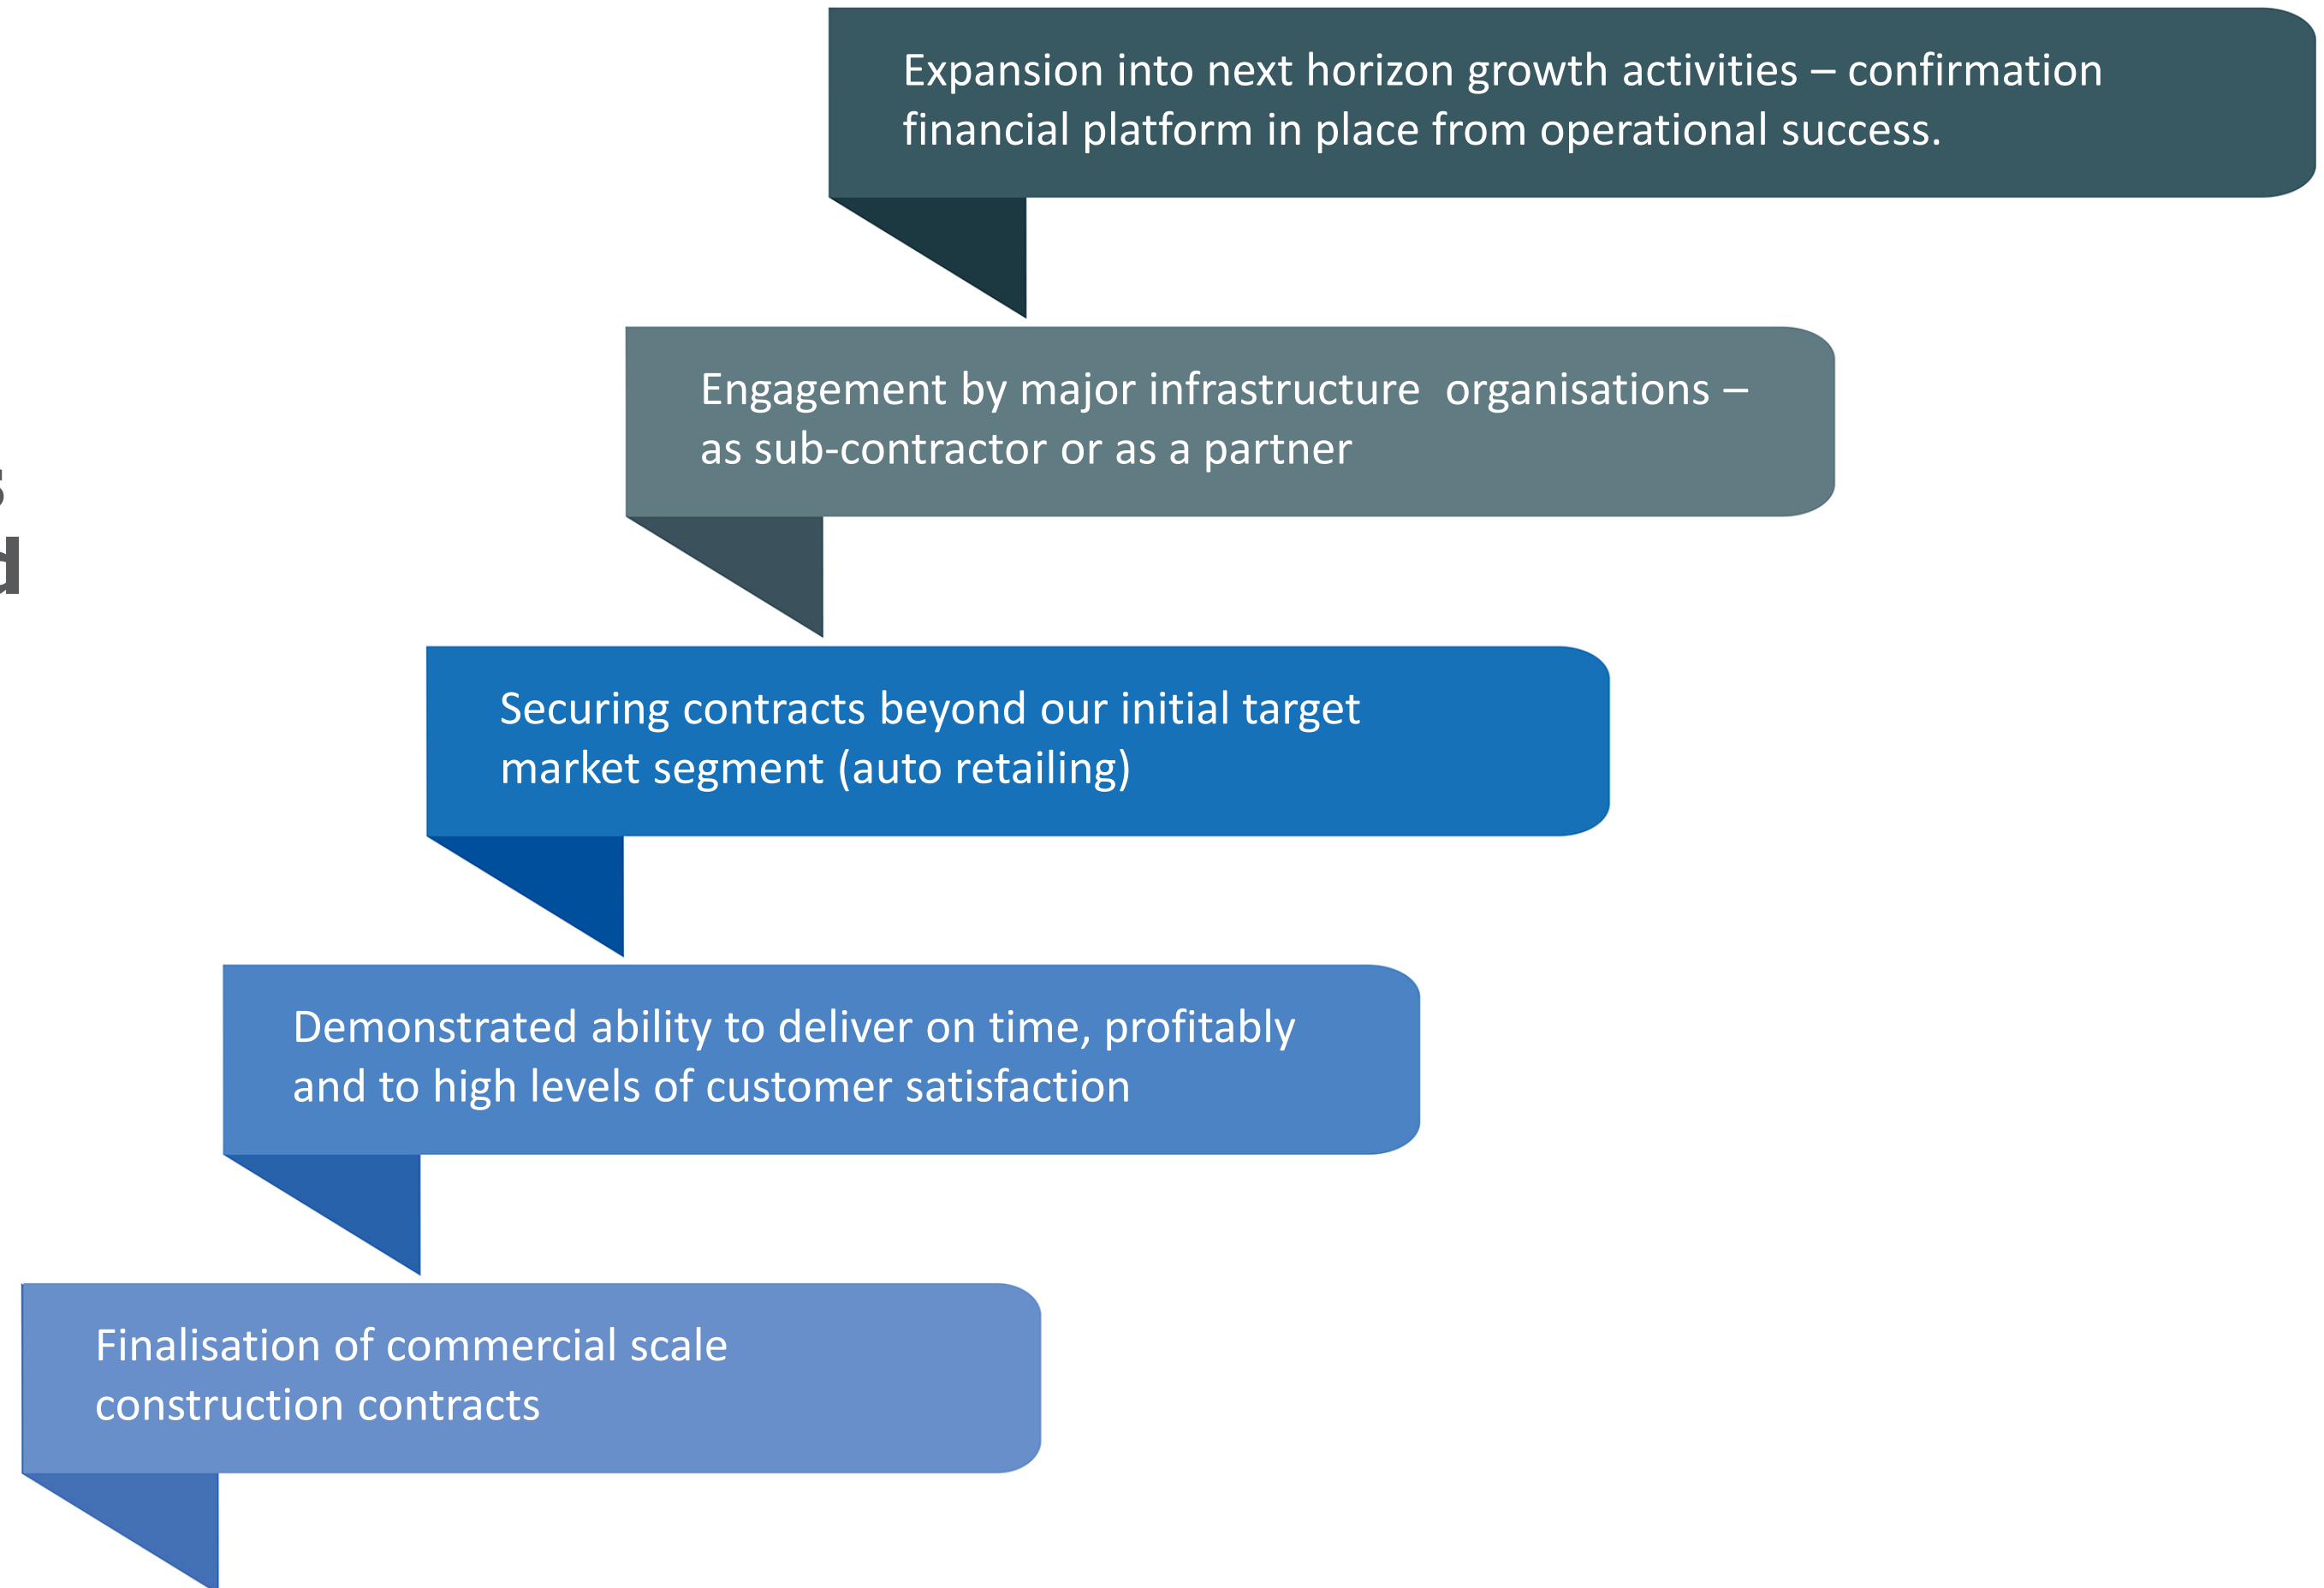 Expansion into next horizon growth activities – confirmation
financial patform in place from operational success.
Engagement by major infrastructure  organisations –
as sub-contractor or as a partner
Securing contracts beyond our initial target
market segment (auto retailing)
Demonstrated ability to deliver on time, profitably
and to high levels of customer satisfaction
Finalisation of commercial scale
construction contracts